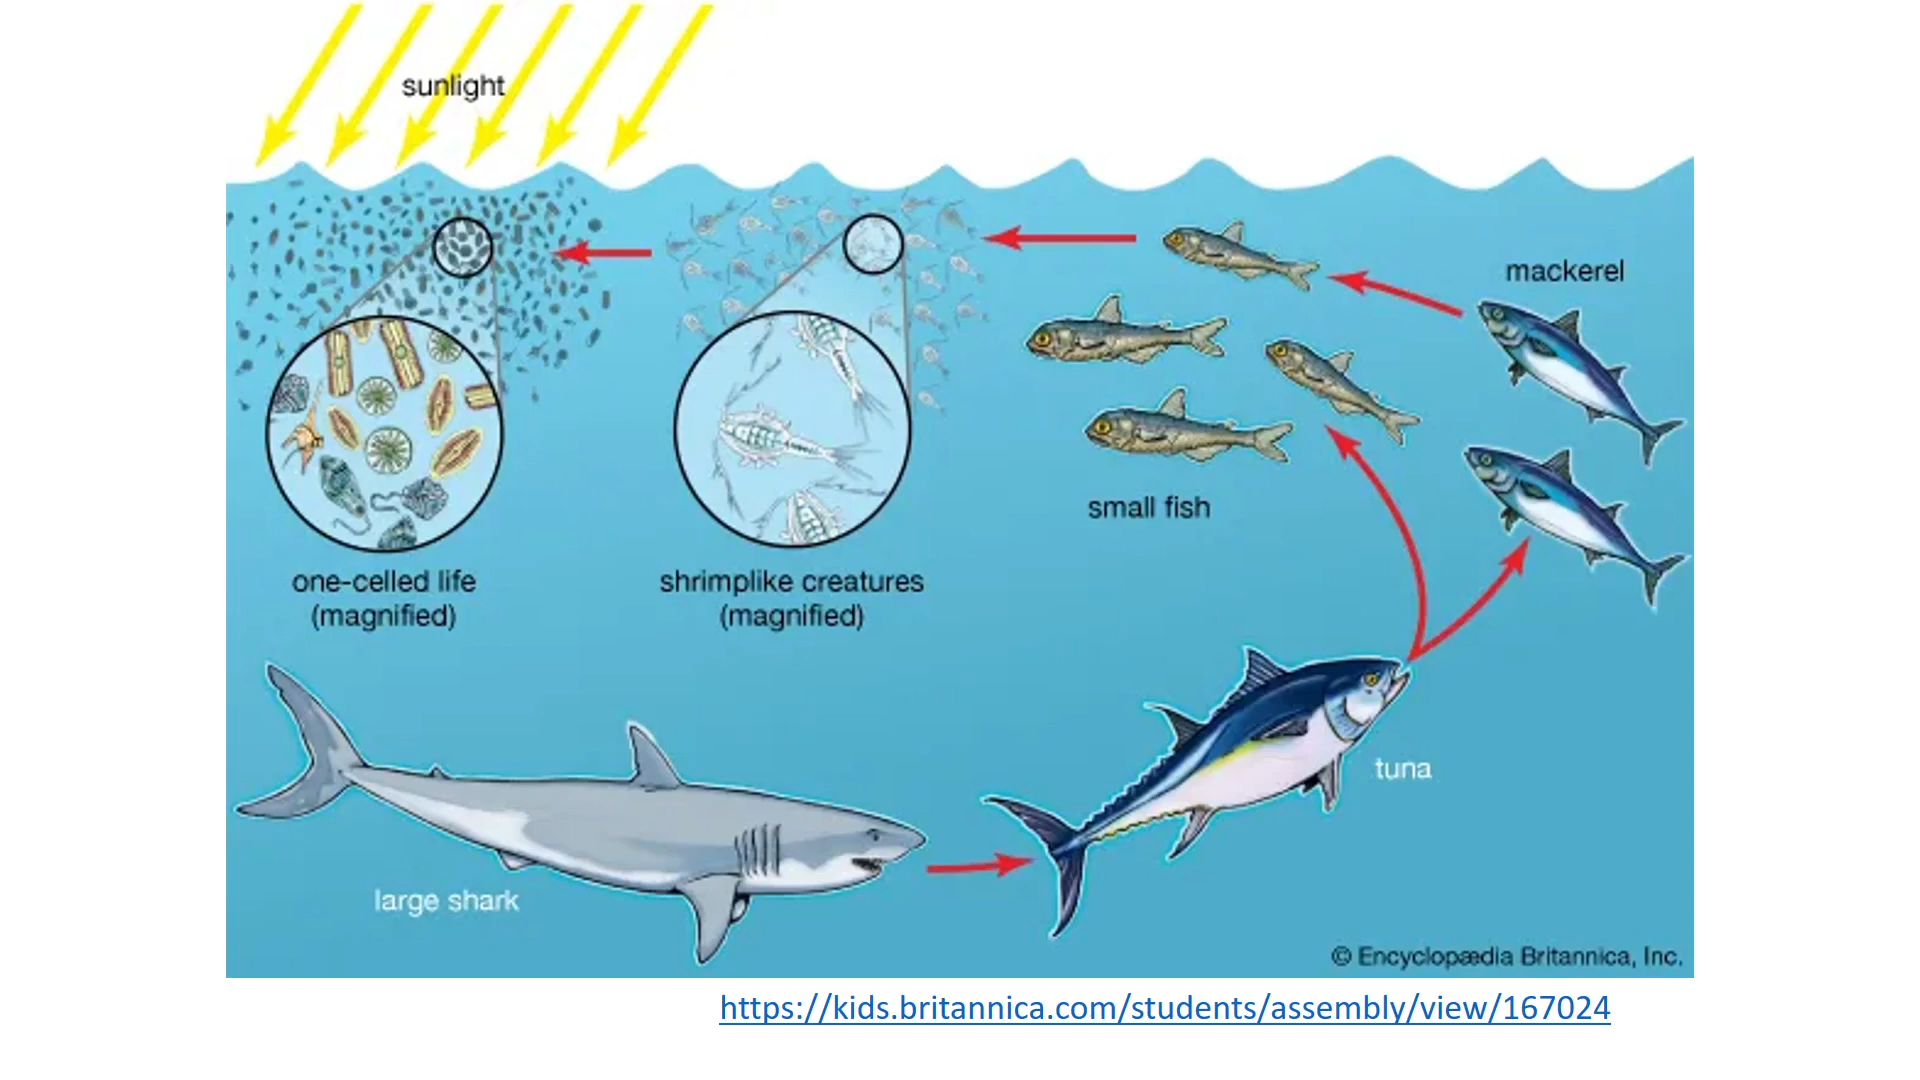 sunlight
mackerel
small fish
one-celled life
(magnified)
shrimplike creatures
(magnified)
tuna
large shark
© Encyclopædia Britannica, Inc.
https://kids.britannica.com/students/assembly/view/167024